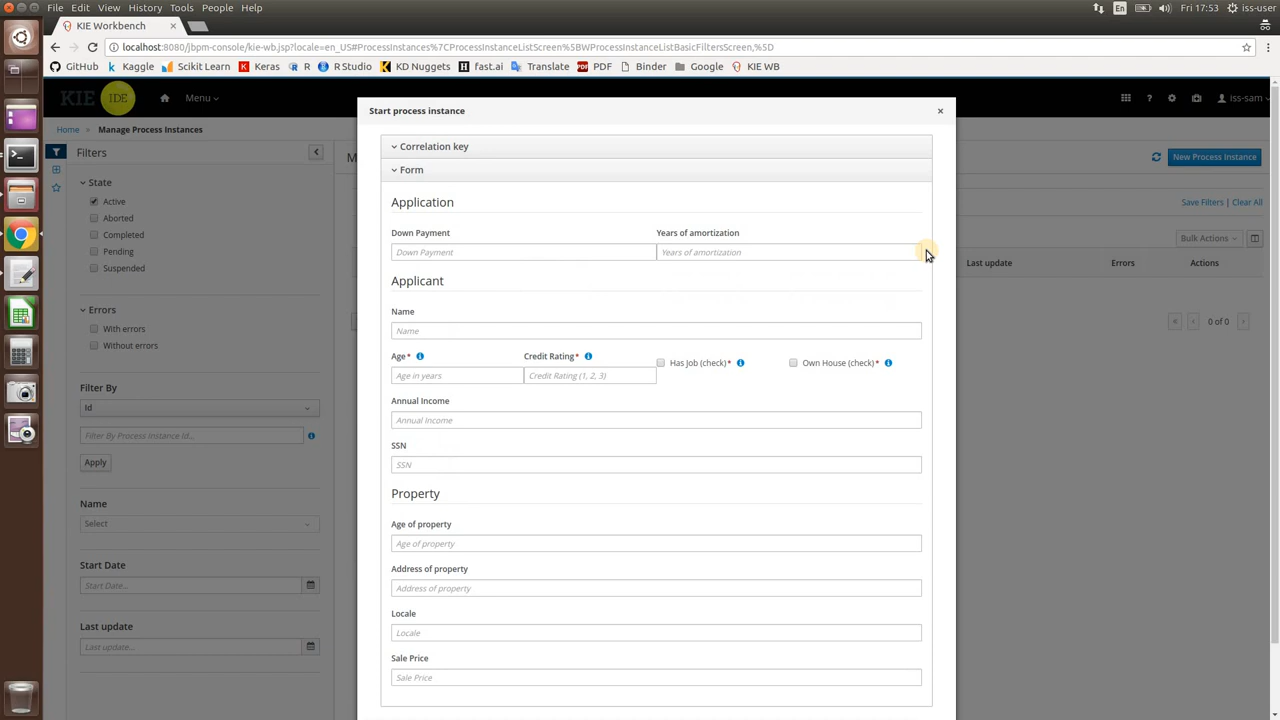 File Edit View History Tools People Help
En Fri 17:53 iss-user
KIE Workbench
localhost:8080/jbpm-console/kie-wb.jsp?locale=en_US#ProcessInstances%7CProcessInstanceListScreen%5BWProcessInstanceListBasicFiltersScreen,%5D
GitHub Kaggle Scikit Learn Keras R R Studio KD Nuggets fast.ai Translate PDF Binder Google KIE WB
KIE IDE Menu iss-sam
Home » Manage Process Instances
Start process instance
Filters
State
Active
Aborted
Completed
Pending
Suspended
Errors
With errors
Without errors
Filter By
Id
Filter By Process Instance Id..
Apply
Name
Select
Start Date
Start Date...
Last update
Last update...
Correlation key
Form
Application
Down Payment Years of amortization
Down Payment Years of amortization
Applicant
Name
Name
Age* Credit Rating* Has Job (check)* Own House (check)*
Age in years Credit Rating (1, 2, 3)
Annual Income
Annual Income
SSN
SSN
Property
Age of property
Age of property
Address of property
Address of property
Locale
Locale
Sale Price
Sale Price
M
New Process Instance
Save Filters | Clear All
Bulk Actions
Last update Errors Actions
0 of 0